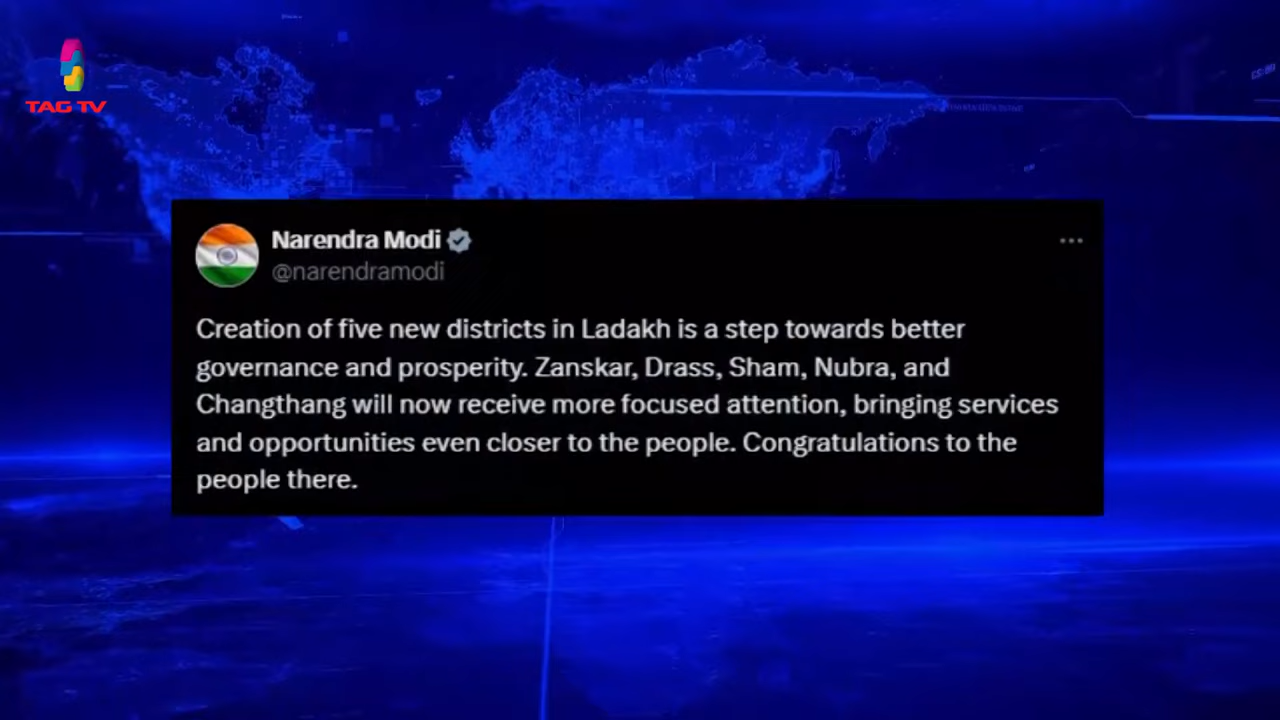 TAG TV
Narendra Modi
@narendramodi
Creation of five new districts in Ladakh is a step towards better
governance and prosperity. Zanskar, Drass, Sham, Nubra, and
Changthang will now receive more focused attention, bringing services
and opportunities even closer to the people. Congratulations to the
people there.